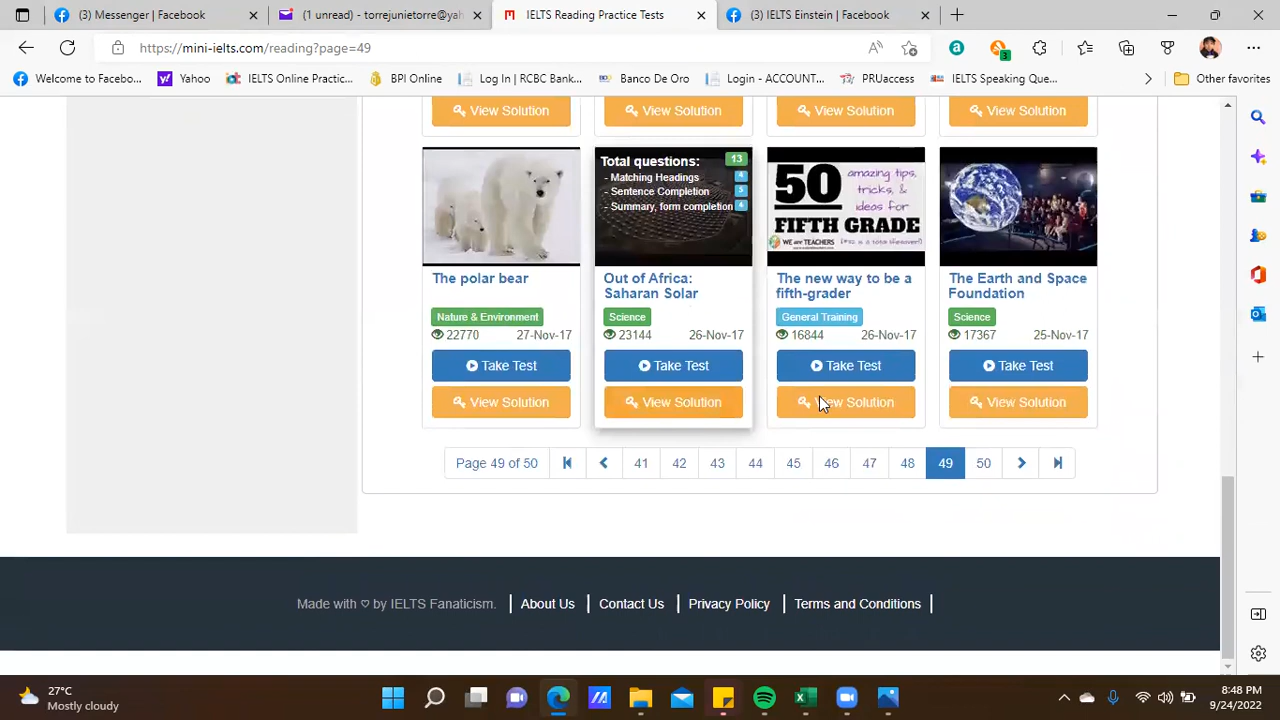 (3) Messenger | Facebook
(1 unread) - torrejunietorre@yah
IELTS Reading Practice Tests
(3) IELTS Einstein | Facebook
https://mini-ielts.com/reading?page=49
Welcome to Facebo...
Yahoo
IELTS Online Practic...
BPI Online
Log In | RCBC Bank...
Banco De Oro
Login - ACCOUNT...
PRUaccess
IELTS Speaking Que...
Other favorites
View Solution
View Solution
View Solution
View Solution
Total questions: 13
- Matching Headings 4
- Sentence Completion 5
- Summary, form completion 4
50
amazing tips,
tricks, &
ideas for
FIFTH GRADE
WE are TEACHERS
The polar bear
Out of Africa:
Saharan Solar
The new way to be a
fifth-grader
The Earth and Space
Foundation
Nature & Environment
Science
General Training
Science
22770 27-Nov-17
23144 26-Nov-17
16844 26-Nov-17
17367 25-Nov-17
Take Test
Take Test
Take Test
Take Test
View Solution
View Solution
View Solution
View Solution
Page 49 of 50
41
42
43
44
45
46
47
48
49
50
Made with ♡ by IELTS Fanaticism.
About Us
Contact Us
Privacy Policy
Terms and Conditions
27°C
Mostly cloudy
8:48 PM
9/24/2022